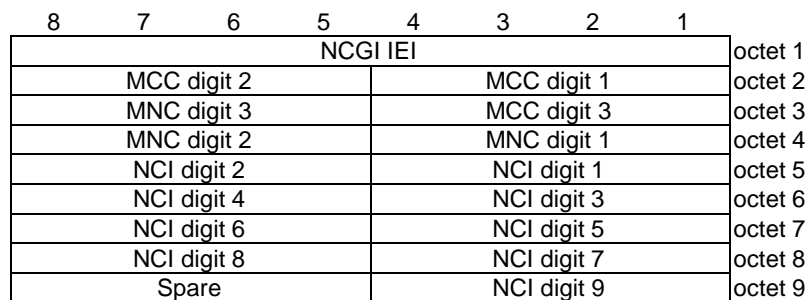 8 7 6 5 4 3 2 1
NCGI IEI octet 1
MCC digit 2 MCC digit 1 octet 2
MNC digit 3 MCC digit 3 octet 3
MNC digit 2 MNC digit 1 octet 4
NCI digit 2 NCI digit 1 octet 5
NCI digit 4 NCI digit 3 octet 6
NCI digit 6 NCI digit 5 octet 7
NCI digit 8 NCI digit 7 octet 8
Spare NCI digit 9 octet 9